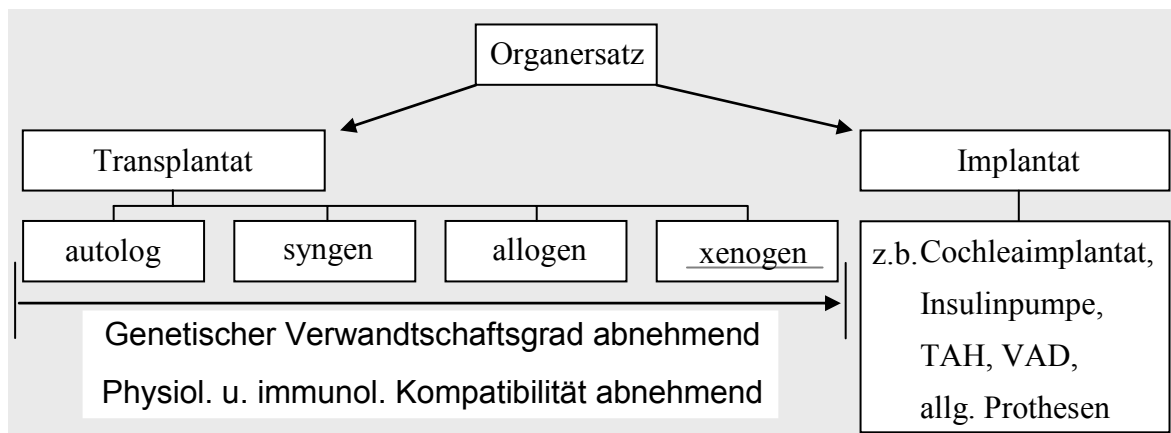 Organersatz
Transplantat
Implantat
autolog
syngen
allogen
xenogen
Genetischer Verwandtschaftsgrad abnehmend
Physiol. u. immunol. Kompatibilität abnehmend
z.b. Cochleaimplantat,
Insulinpumpe,
TAH, VAD,
allg. Prothesen